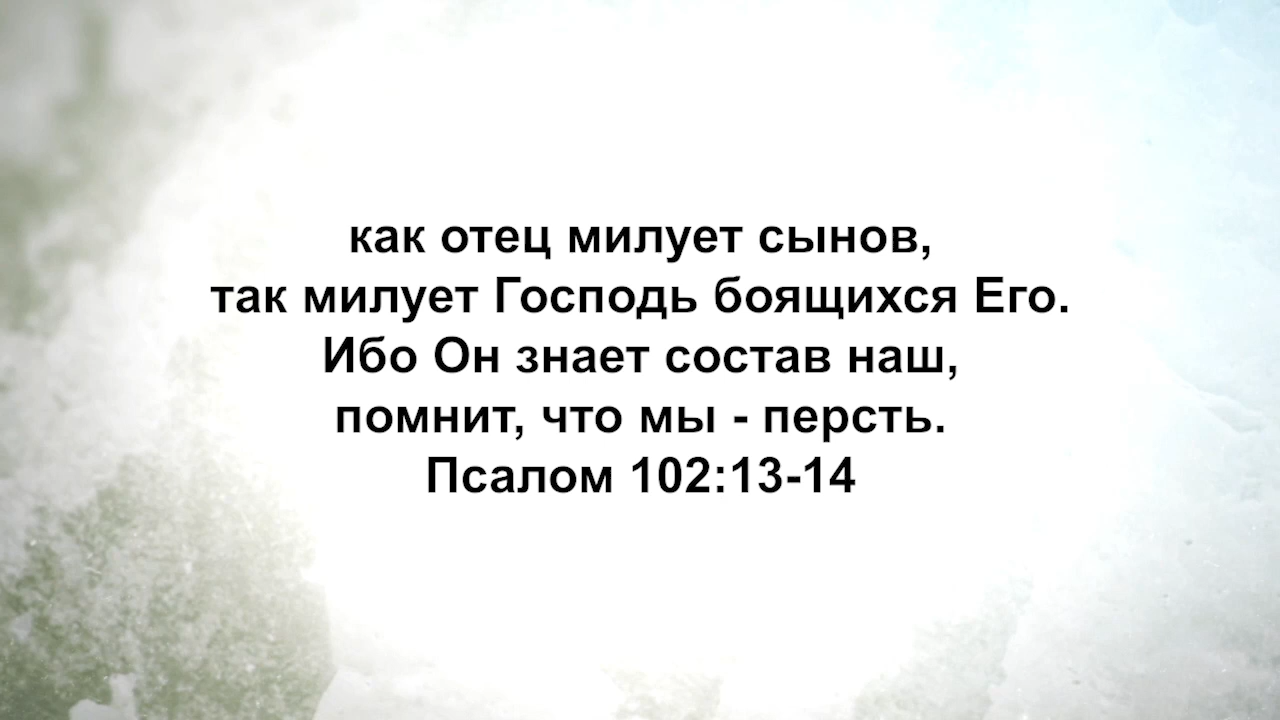 как отец милует сынов,
так милует Господь боящихся Его.
Ибо Он знает состав наш,
помнит, что мы - персть.
Псалом 102:13-14